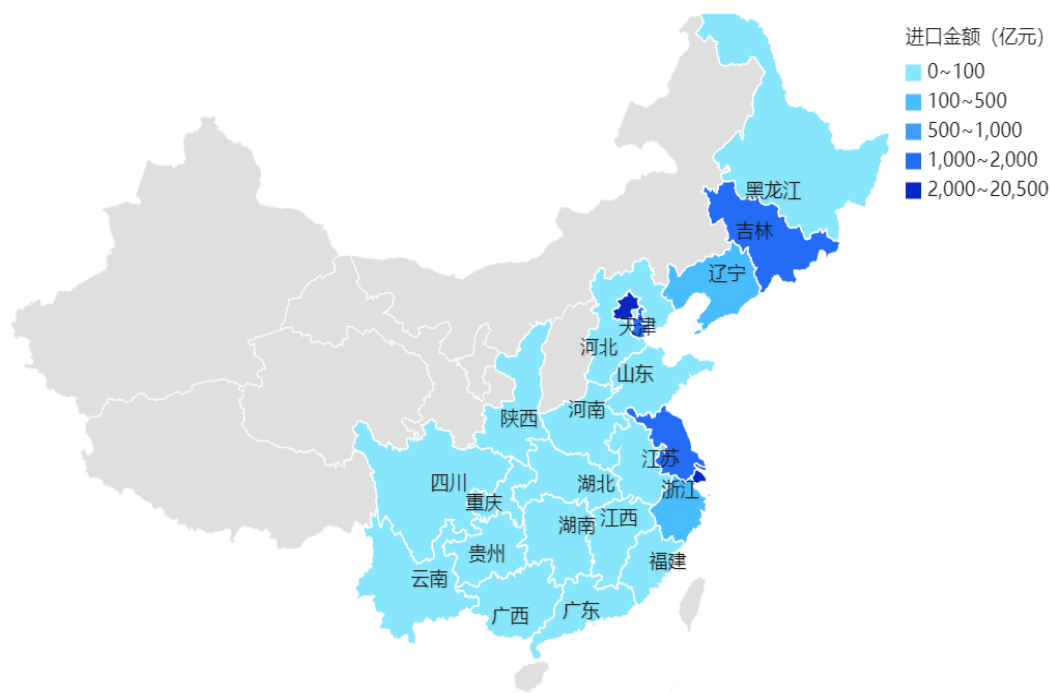 进口金额（亿元）
0~100
100~500
500~1,000
1,000~2,000
2,000~20,500
黑龙江
吉林
辽宁
天津
河北
山东
河南
陕西
江苏
四川
湖北
浙江
重庆
江西
湖南
贵州
福建
云南
广东
广西